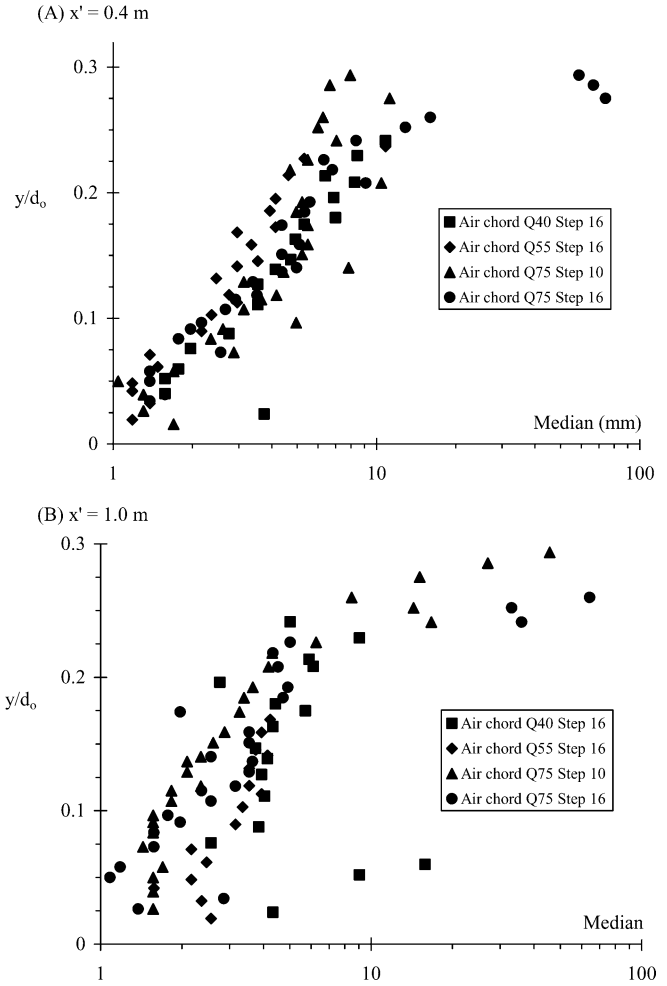 (A) x' = 0.4 m
0.3
y/do
0.2
Air chord Q40 Step 16
Air chord Q55 Step 16
Air chord Q75 Step 10
Air chord Q75 Step 16
0.1
Median (mm)
0
1
10
100
(B) x' = 1.0 m
0.3
0.2
y/do
Air chord Q40 Step 16
Air chord Q55 Step 16
Air chord Q75 Step 10
Air chord Q75 Step 16
0.1
Median
0
1
10
100